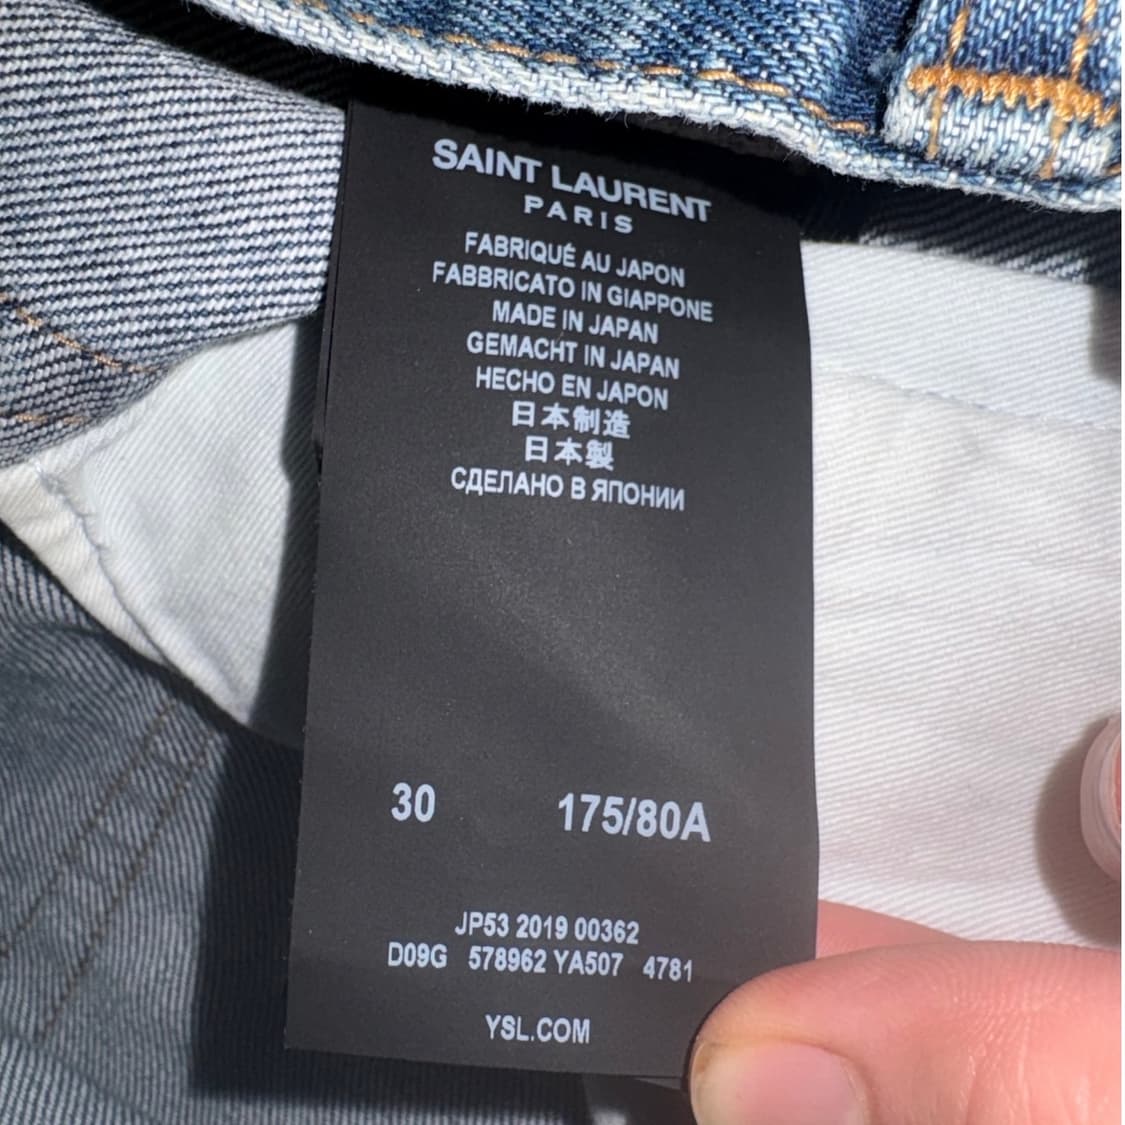 SAINT LAURENT
PARIS
FABRIQUÉ AU JAPON
FABBRICATO IN GIAPPONE
MADE IN JAPAN
GEMACHT IN JAPAN
HECHO EN JAPON
日本制造
日本製
СДЕЛАНО В ЯПОНИИ
30 175/80A
JP53 2019 00362
D09G 578962 YA507 4781
YSL.COM